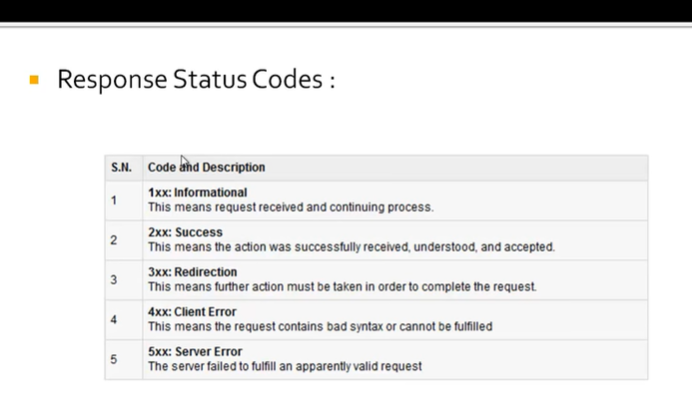 Response Status Codes :
S.N. Code and Description
1
1xx: Informational
This means request received and continuing process.
2
2xx: Success
This means the action was successfully received, understood, and accepted.
3
3xx: Redirection
This means further action must be taken in order to complete the request.
4
4xx: Client Error
This means the request contains bad syntax or cannot be fulfilled
5
5xx: Server Error
The server failed to fulfill an apparently valid request